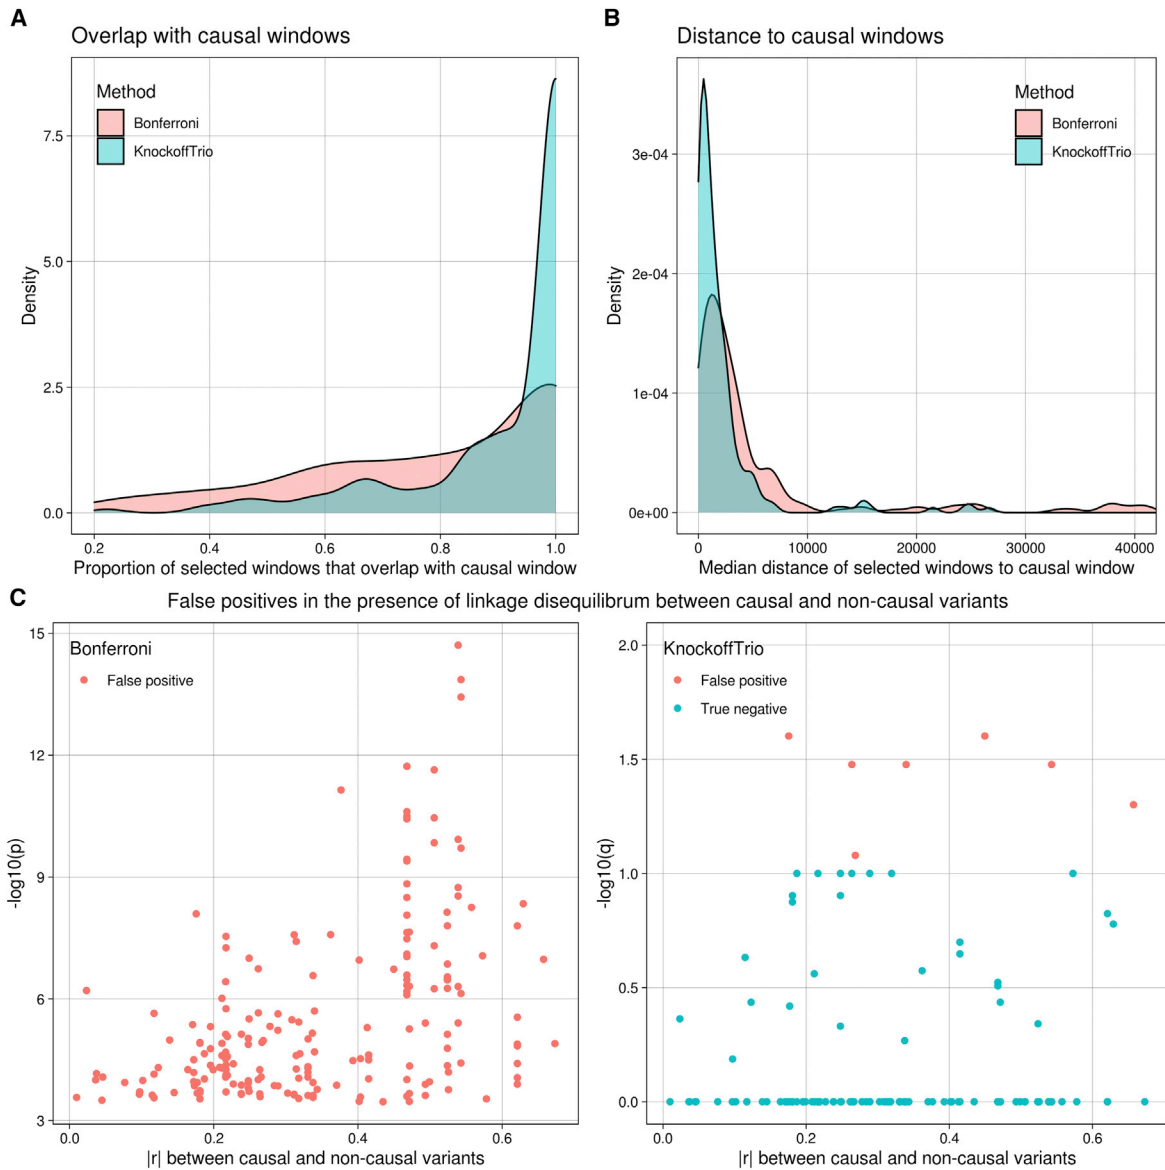 A
Overlap with causal windows
Method
Bonferroni
KnockoffTrio
7.5
5.0
2.5
0.0
Density
0.2 0.4 0.6 0.8 1.0
Proportion of selected windows that overlap with causal window
B
Distance to causal windows
Method
Bonferroni
KnockoffTrio
3e-04
2e-04
1e-04
0e+00
Density
0 10000 20000 30000 40000
Median distance of selected windows to causal window
C
False positives in the presence of linkage disequilibrum between causal and non-causal variants
Bonferroni
False positive
15
12
9
6
3
-log10(p)
0.0 0.2 0.4 0.6
|r| between causal and non-causal variants
KnockoffTrio
False positive
True negative
2.0
1.5
1.0
0.5
0.0
-log10(q)
0.0 0.2 0.4 0.6
|r| between causal and non-causal variants